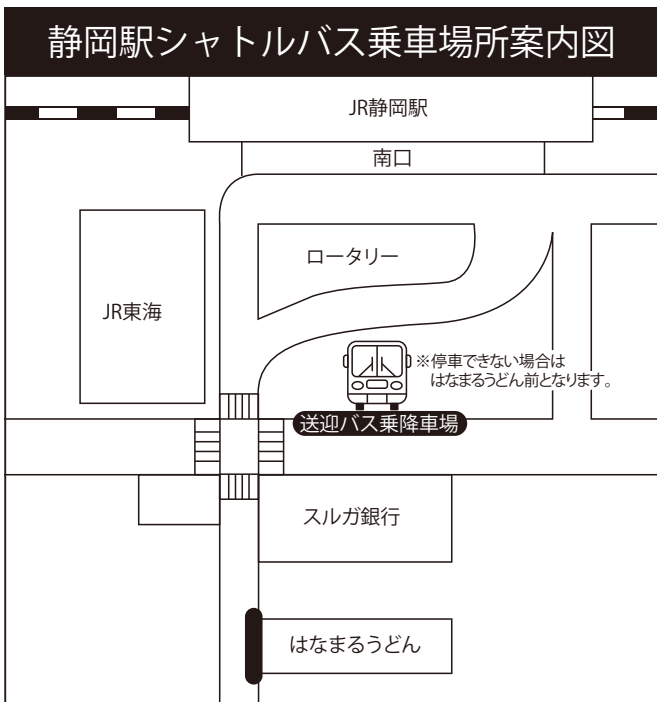 静岡駅シャトルバス乗車場所案内図
JR静岡駅
南口
ロータリー
JR東海
※停車できない場合は
はなまるうどん前となります。
送迎バス乗降車場
スルガ銀行
はなまるうどん